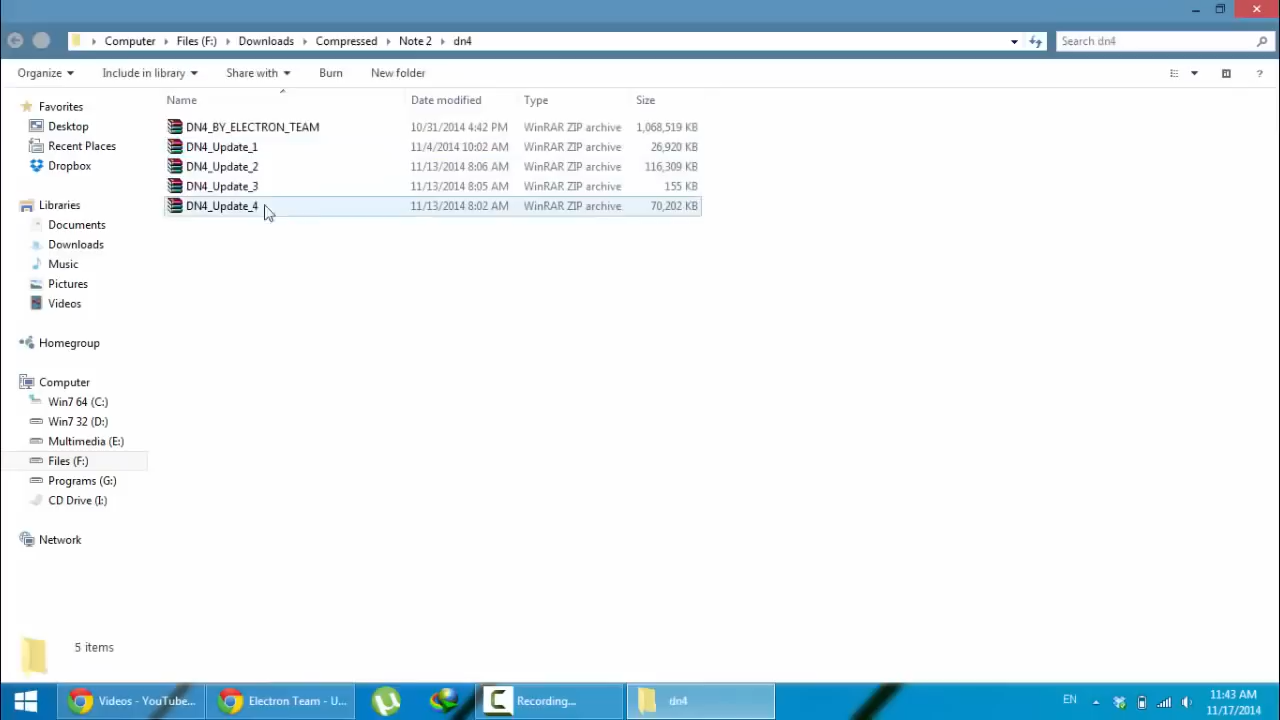 Computer Files (F:) Downloads Compressed Note 2 dn4 Search dn4
Organize Include in library Share with Burn New folder
Name Date modified Type Size
DN4_BY_ELECTRON_TEAM 10/31/2014 4:42 PM WinRAR ZIP archive 1,068,519 KB
DN4_Update_1 11/4/2014 10:02 AM WinRAR ZIP archive 26,920 KB
DN4_Update_2 11/13/2014 8:06 AM WinRAR ZIP archive 116,309 KB
DN4_Update_3 11/13/2014 8:05 AM WinRAR ZIP archive 155 KB
DN4_Update_4 11/13/2014 8:02 AM WinRAR ZIP archive 70,202 KB
Favorites
Desktop
Recent Places
Dropbox
Libraries
Documents
Downloads
Music
Pictures
Videos
Homegroup
Computer
Win7 64 (C:)
Win7 32 (D:)
Multimedia (E:)
Files (F:)
Programs (G:)
CD Drive (I:)
Network
5 items
Videos - YouTube... Electron Team - U... Recording... dn4 EN 11:43 AM
11/17/2014